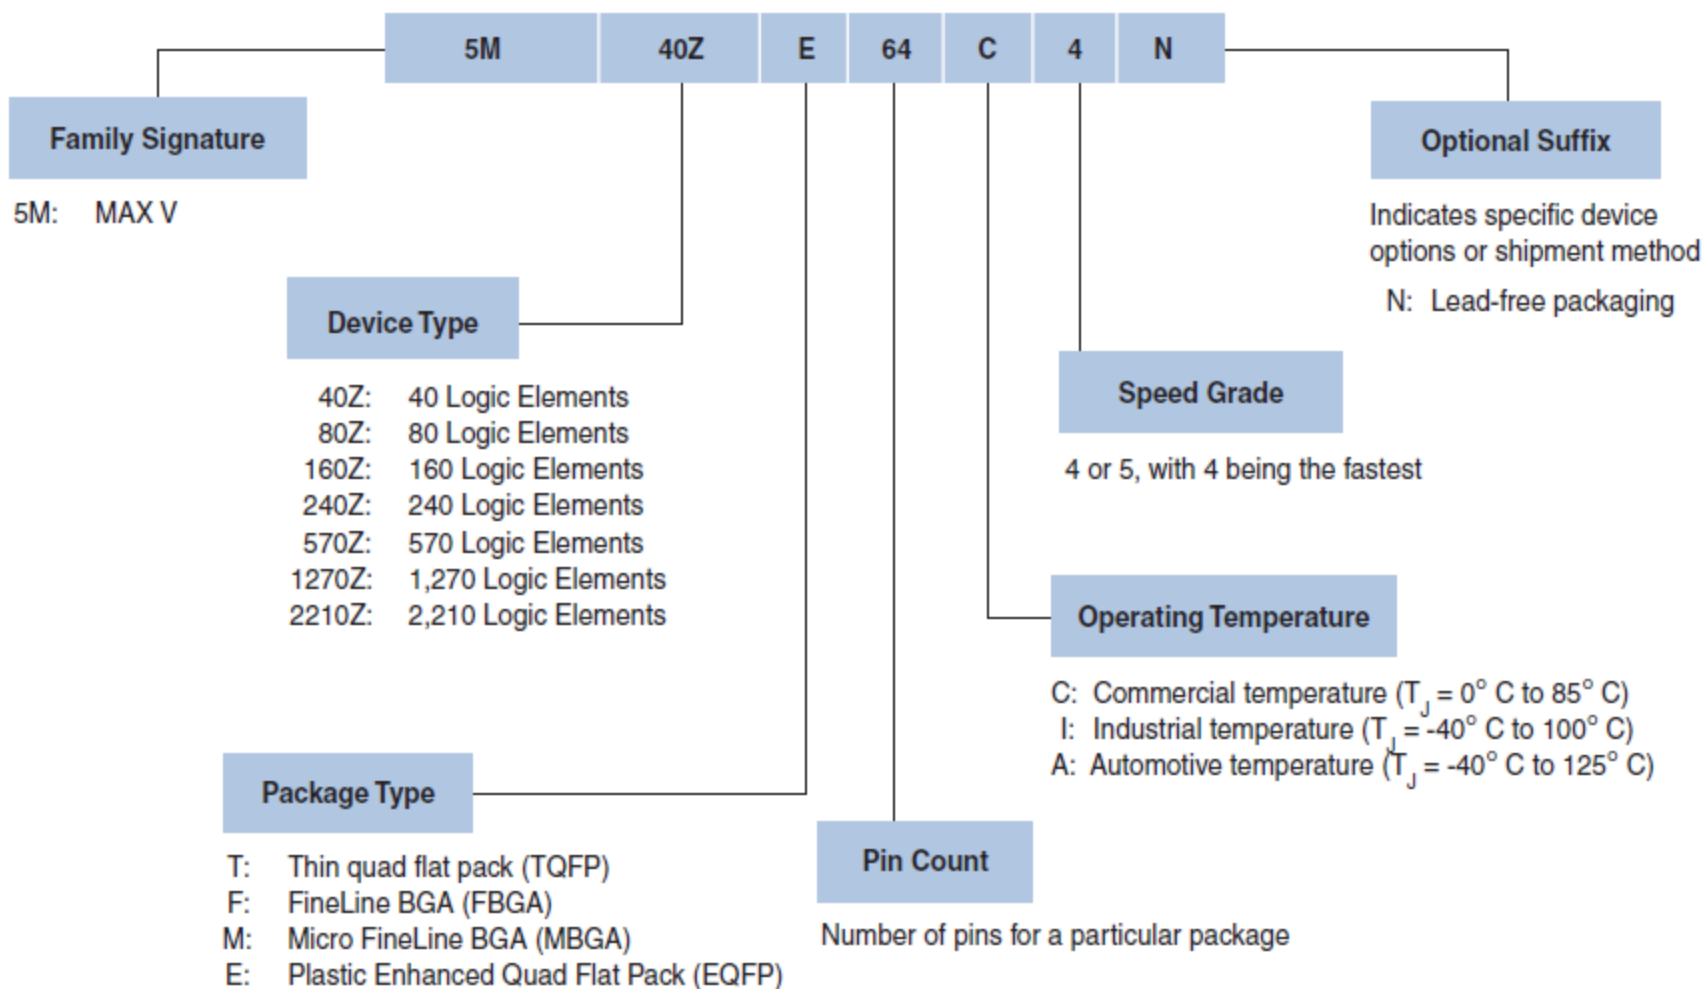 5M 40Z E 64 C 4 N
Family Signature
5M: MAX V
Optional Suffix
Indicates specific device
options or shipment method
N: Lead-free packaging
Device Type
40Z: 40 Logic Elements
80Z: 80 Logic Elements
160Z: 160 Logic Elements
240Z: 240 Logic Elements
570Z: 570 Logic Elements
1270Z: 1,270 Logic Elements
2210Z: 2,210 Logic Elements
Speed Grade
4 or 5, with 4 being the fastest
Operating Temperature
C: Commercial temperature (TJ = 0° C to 85° C)
I: Industrial temperature (TJ = -40° C to 100° C)
A: Automotive temperature (TJ = -40° C to 125° C)
Package Type
T: Thin quad flat pack (TQFP)
F: FineLine BGA (FBGA)
M: Micro FineLine BGA (MBGA)
E: Plastic Enhanced Quad Flat Pack (EQFP)
Pin Count
Number of pins for a particular package